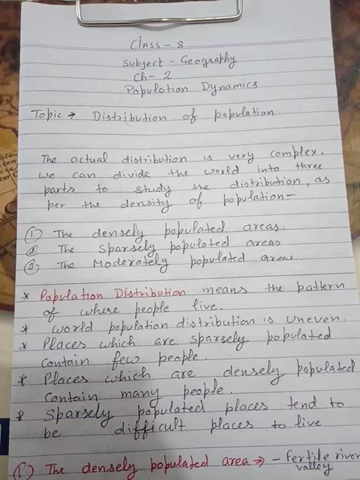 Class - 8
Subject - Geography
Ch - 2
Population Dynamics
Topic → Distribution of population
The actual distribution is very complex.
we can divide the world into three
parts to study the distribution, as
per the density of population -
① The densely populated areas.
② The Sparsely populated areas
③ The Moderately populated areas
* Population Distribution means the pattern
of where people live.
* World population distribution is uneven.
* Places which are sparsely populated
contain few people.
* Places which are densely populated
contain many people.
* Sparsely populated places tend to
be difficult places to live
① The densely populated area → - Fertile river
valley